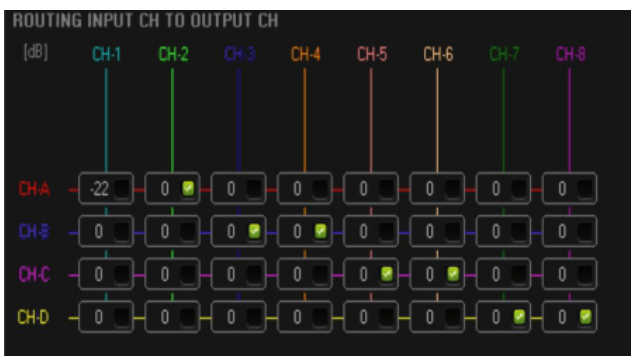 ROUTING INPUT CH TO OUTPUT CH
[dB] CH-1 CH-2 CH-3 CH-4 CH-5 CH-6 CH-7 CH-8
CH-A -22 0 0 0 0 0 0 0
CH-B 0 0 0 0 0 0 0 0
CH-C 0 0 0 0 0 0 0 0
CH-D 0 0 0 0 0 0 0 0